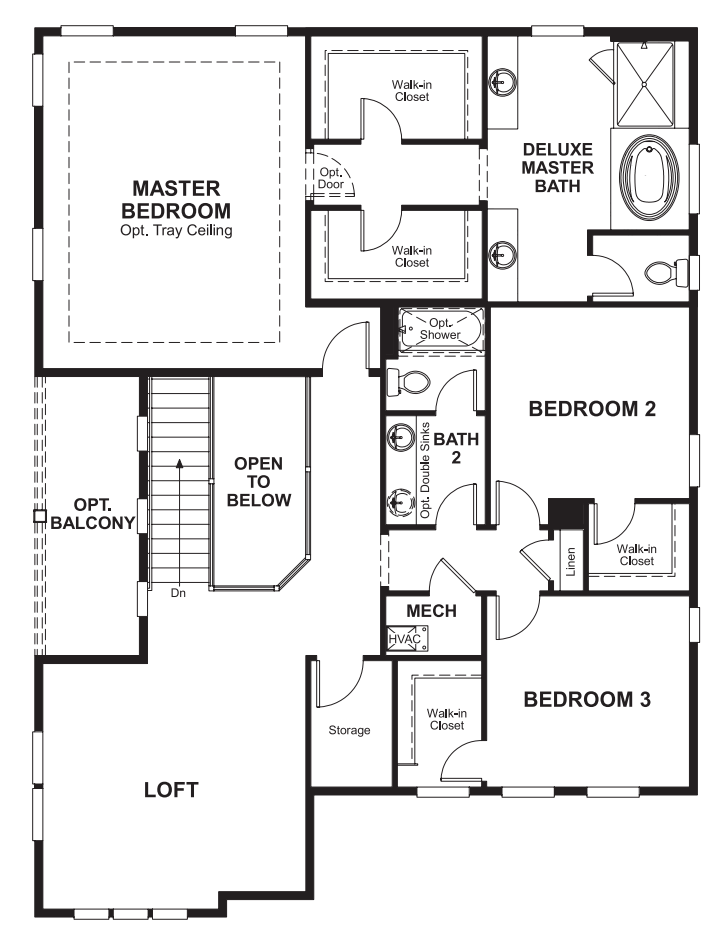 Walk-in
Closet
DELUXE
MASTER
BATH
Opt.
Door
MASTER
BEDROOM
Opt. Tray Ceiling
Walk-in
Closet
Opt.
Shower
BEDROOM 2
Opt. Double Sinks
BATH
2
OPEN
TO
BELOW
OPT.
BALCONY
Linen
Walk-in
Closet
Dn
MECH
HVAC
BEDROOM 3
Walk-in
Closet
Storage
LOFT